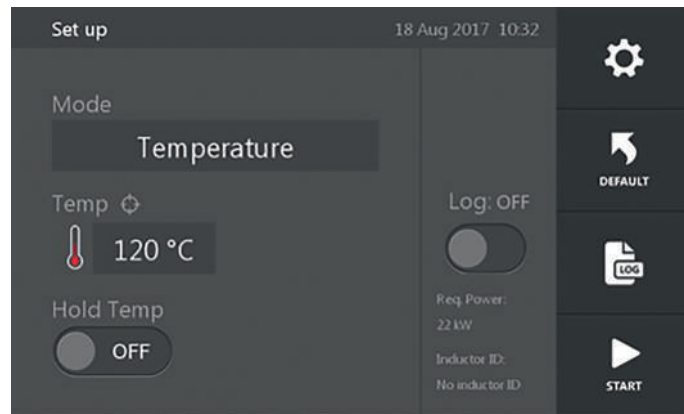 Set up
18 Aug 2017 10:32
Mode
Temperature
Temp
120 °C
Hold Temp
OFF
Log: OFF
Req. Power:
22 kW
Inductor ID:
No inductor ID
DEFAULT
LOG
START